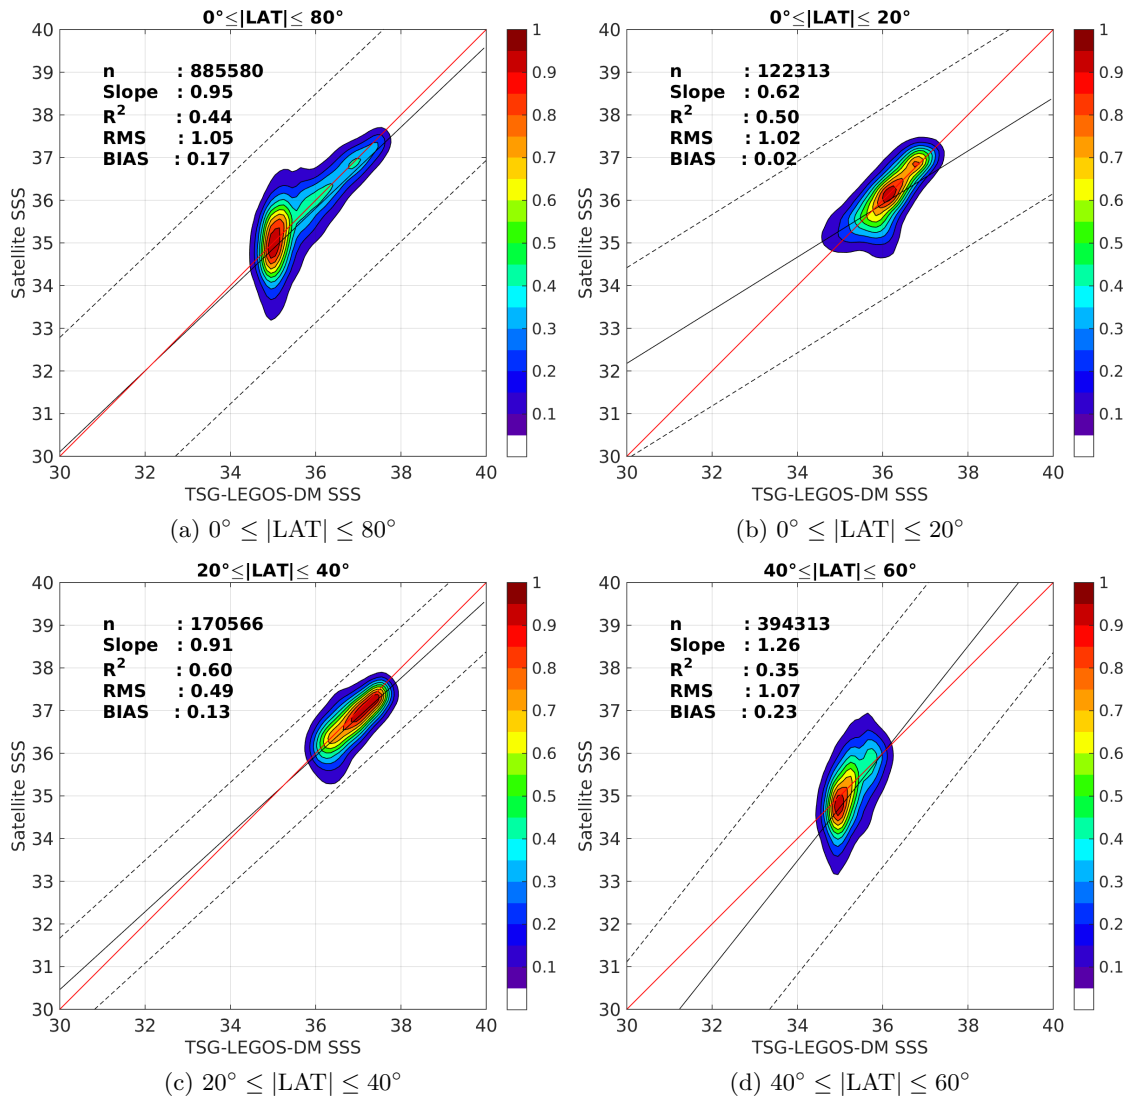 0°≤|LAT|≤ 80°
n : 885580
Slope : 0.95
R² : 0.44
RMS : 1.05
BIAS : 0.17
Satellite SSS
40
39
38
37
36
35
34
33
32
31
30
30 32 34 36 38 40
TSG-LEGOS-DM SSS
1
0.9
0.8
0.7
0.6
0.5
0.4
0.3
0.2
0.1
(a) 0° ≤ |LAT| ≤ 80°
0°≤|LAT|≤ 20°
n : 122313
Slope : 0.62
R² : 0.50
RMS : 1.02
BIAS : 0.02
Satellite SSS
40
39
38
37
36
35
34
33
32
31
30
30 32 34 36 38 40
TSG-LEGOS-DM SSS
1
0.9
0.8
0.7
0.6
0.5
0.4
0.3
0.2
0.1
(b) 0° ≤ |LAT| ≤ 20°
20°≤|LAT|≤ 40°
n : 170566
Slope : 0.91
R² : 0.60
RMS : 0.49
BIAS : 0.13
Satellite SSS
40
39
38
37
36
35
34
33
32
31
30
30 32 34 36 38 40
TSG-LEGOS-DM SSS
1
0.9
0.8
0.7
0.6
0.5
0.4
0.3
0.2
0.1
(c) 20° ≤ |LAT| ≤ 40°
40°≤|LAT|≤ 60°
n : 394313
Slope : 1.26
R² : 0.35
RMS : 1.07
BIAS : 0.23
Satellite SSS
40
39
38
37
36
35
34
33
32
31
30
30 32 34 36 38 40
TSG-LEGOS-DM SSS
1
0.9
0.8
0.7
0.6
0.5
0.4
0.3
0.2
0.1
(d) 40° ≤ |LAT| ≤ 60°